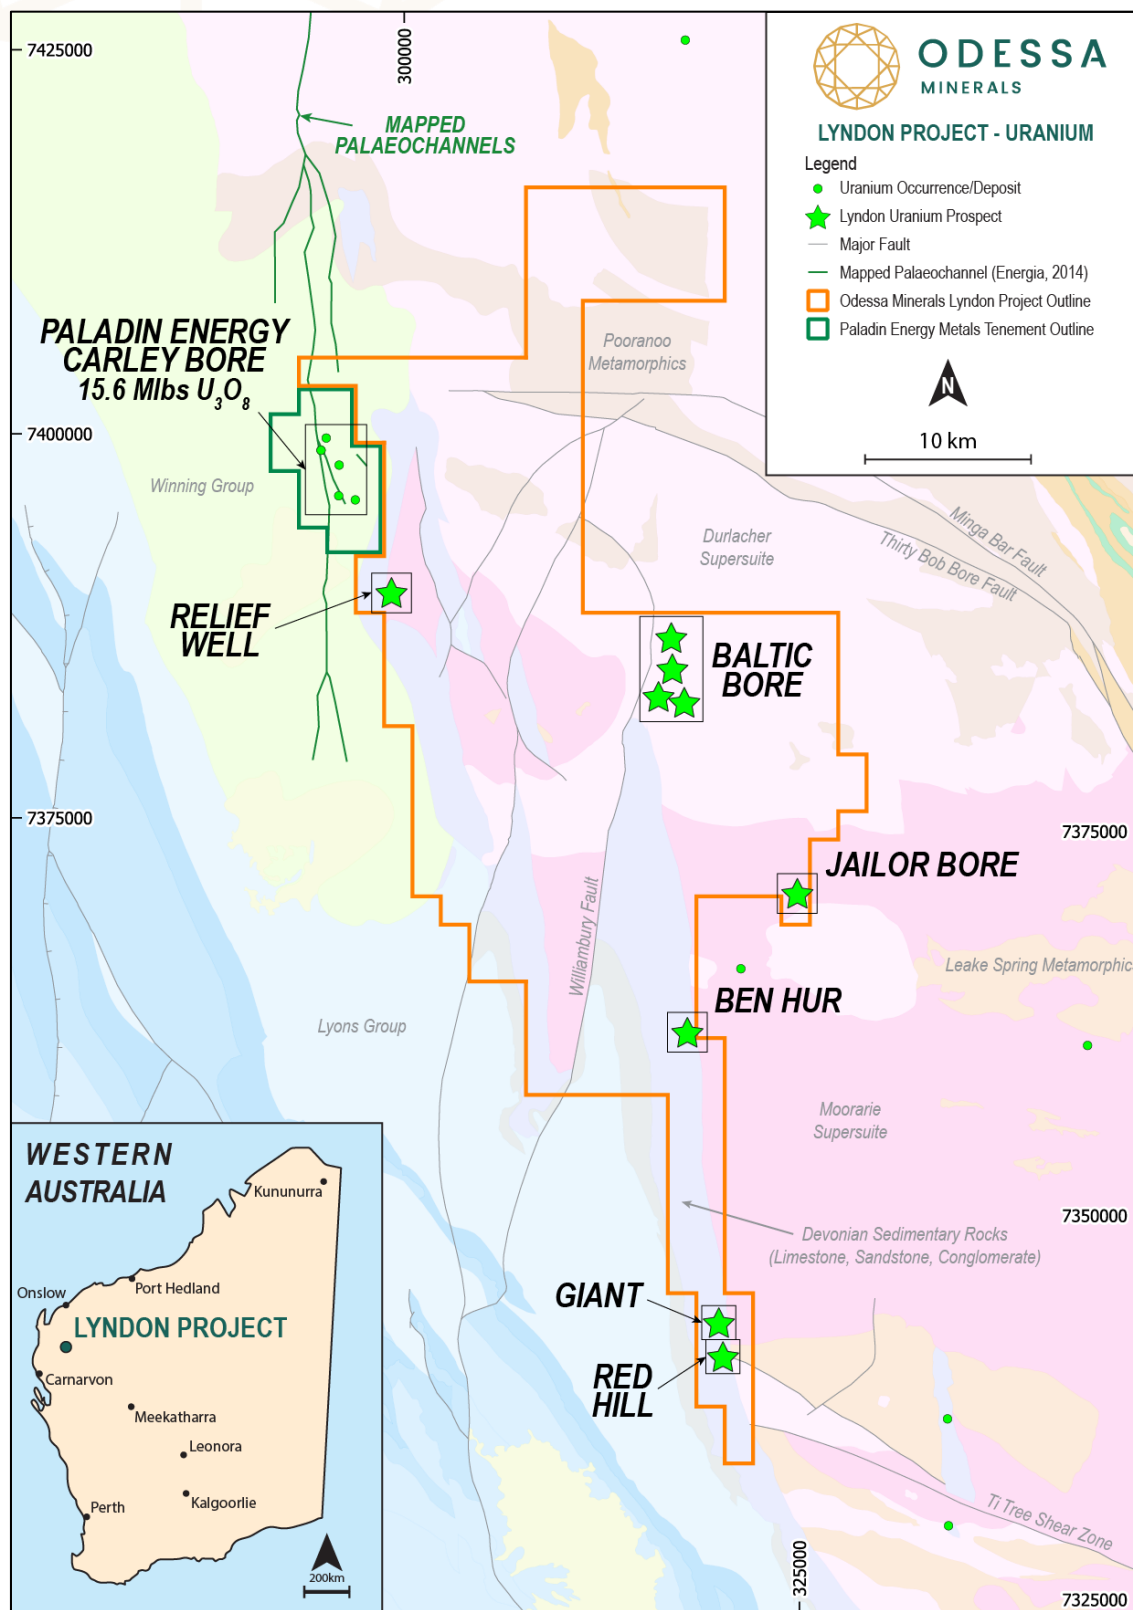 7425000
300000
ODESSA
MINERALS
LYNDON PROJECT - URANIUM
Legend
Uranium Occurrence/Deposit
Lyndon Uranium Prospect
Major Fault
Mapped Palaeochannel (Energia, 2014)
Odessa Minerals Lyndon Project Outline
Paladin Energy Metals Tenement Outline
N
10 km
MAPPED
PALAEOCHANNELS
PALADIN ENERGY
CARLEY BORE
15.6 Mlbs U₃O₈
Pooranoo
Metamorphics
7400000
Winning Group
Durlacher
Supersuite
Minga Bar Fault
Thirty Bob Bore Fault
RELIEF
WELL
BALTIC
BORE
7375000
7375000
JAILOR BORE
Williambury Fault
Leake Spring Metamorphics
BEN HUR
Lyons Group
Moorarie
Supersuite
7350000
Devonian Sedimentary Rocks
(Limestone, Sandstone, Conglomerate)
GIANT
RED
HILL
Ti Tree Shear Zone
325000
7325000
WESTERN
AUSTRALIA
Kununurra
Port Hedland
Onslow
LYNDON PROJECT
Carnarvon
Meekatharra
Leonora
Kalgoorlie
Perth
200km